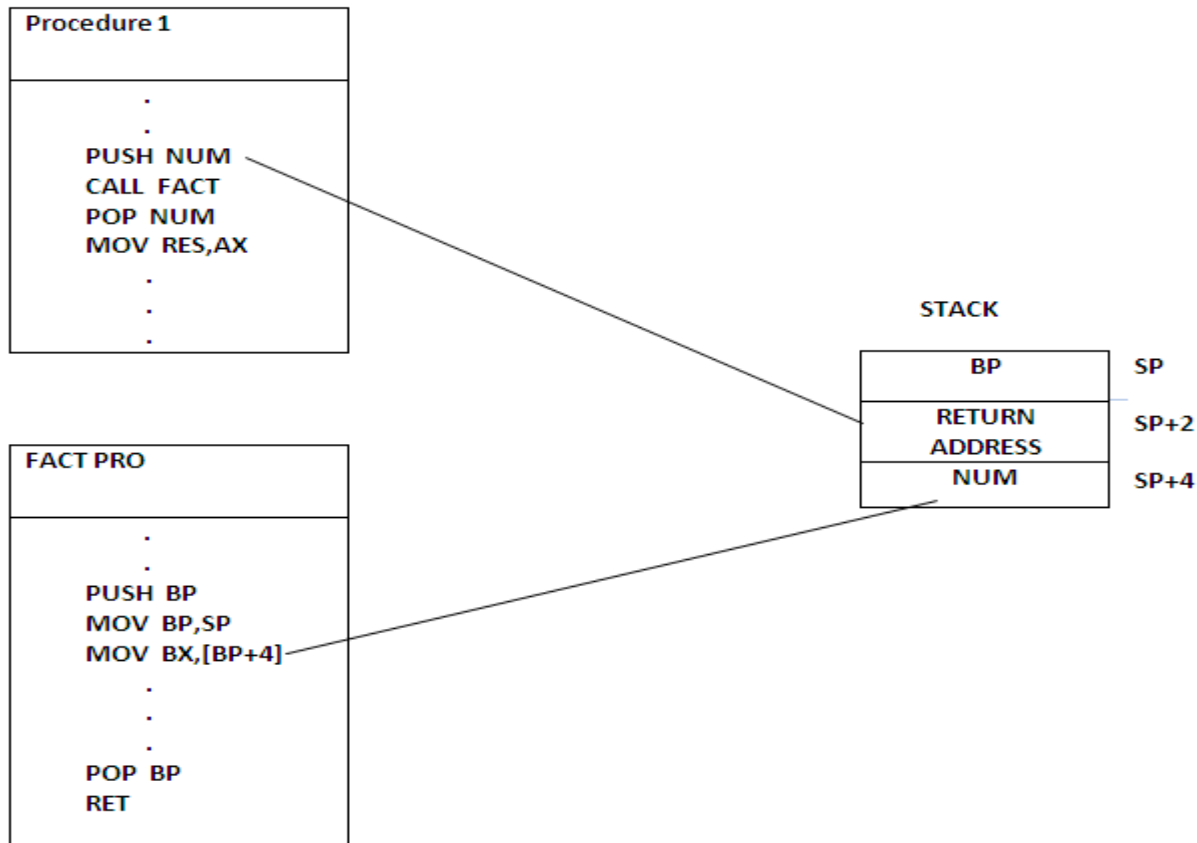 Procedure 1
.
.
PUSH NUM
CALL FACT
POP NUM
MOV RES,AX
.
.
.
FACT PRO
.
.
PUSH BP
MOV BP,SP
MOV BX,[BP+4]
.
.
.
POP BP
RET
STACK
BP SP
RETURN SP+2
ADDRESS
NUM SP+4